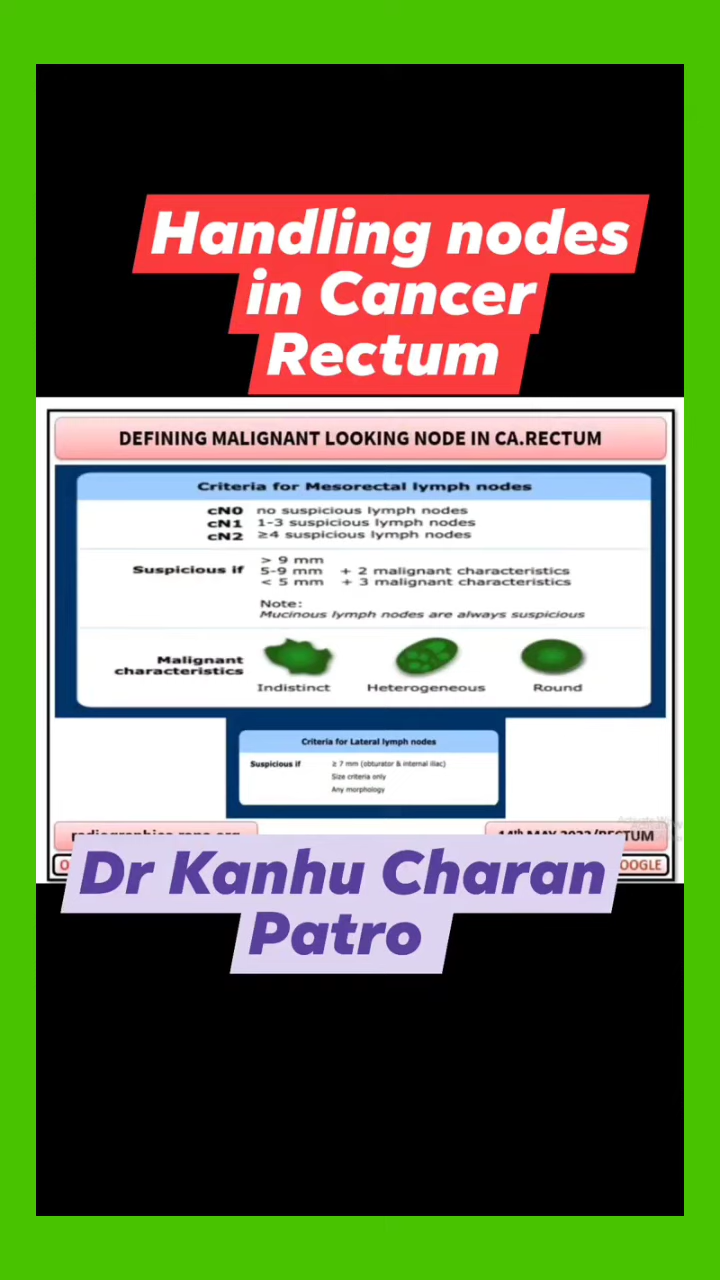 Handling nodes
in Cancer
Rectum
DEFINING MALIGNANT LOOKING NODE IN CA.RECTUM
Criteria for Mesorectal lymph nodes
cN0 no suspicious lymph nodes
cN1 1-3 suspicious lymph nodes
cN2 ≥4 suspicious lymph nodes
> 9 mm
Suspicious if 5-9 mm + 2 malignant characteristics
< 5 mm + 3 malignant characteristics
Note:
Mucinous lymph nodes are always suspicious
Malignant
characteristics
Indistinct Heterogeneous Round
Criteria for Lateral lymph nodes
Suspicious if ≥ 7 mm (obturator & internal iliac)
Size criteria only
Any morphology
RECTUM
OOGLE
Dr Kanhu Charan
Patro